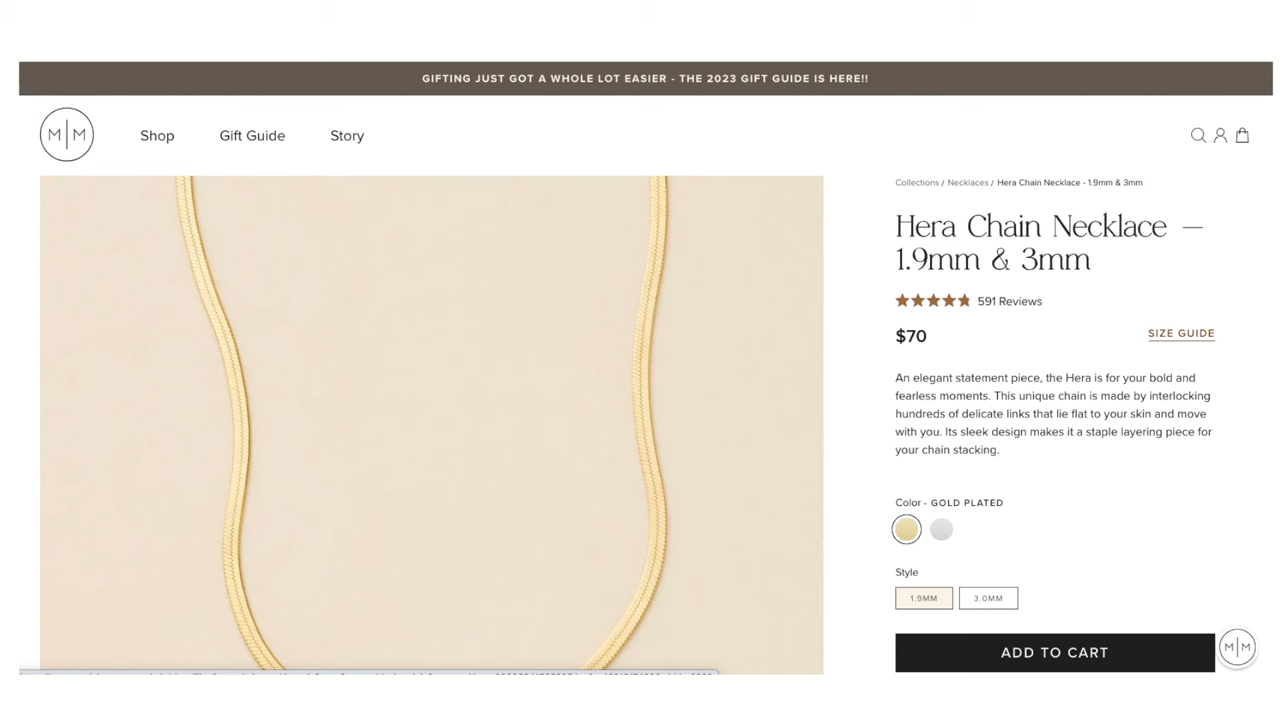 GIFTING JUST GOT A WHOLE LOT EASIER - THE 2023 GIFT GUIDE IS HERE!!
M|M
Shop
Gift Guide
Story
Collections / Necklaces / Hera Chain Necklace - 1.9mm & 3mm
Hera Chain Necklace —
1.9mm & 3mm
591 Reviews
$70
SIZE GUIDE
An elegant statement piece, the Hera is for your bold and
fearless moments. This unique chain is made by interlocking
hundreds of delicate links that lie flat to your skin and move
with you. Its sleek design makes it a staple layering piece for
your chain stacking.
Color - GOLD PLATED
Style
1.9MM
3.0MM
ADD TO CART
M|M